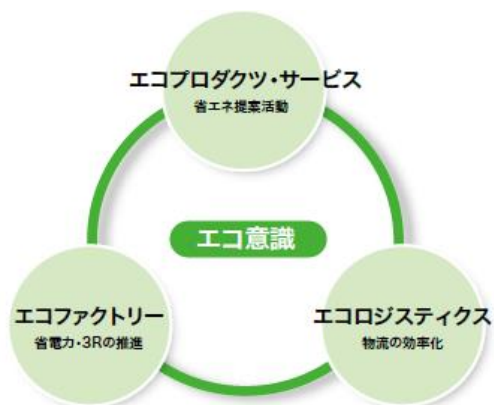 エコプロダクツ・サービス
省エネ提案活動
エコ意識
エコファクトリー
省電力・3Rの推進
エコロジスティクス
物流の効率化